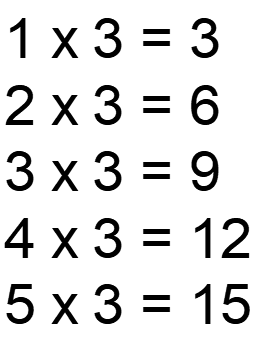 1 x 3 = 3
2 x 3 = 6
3 x 3 = 9
4 x 3 = 12
5 x 3 = 15